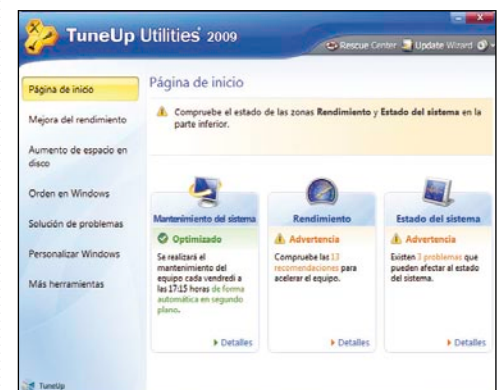 TuneUp Utilities 2009
Rescue Center Update Wizard
Página de inicio
Mejora del rendimiento
Aumento de espacio en
disco
Orden en Windows
Solución de problemas
Personalizar Windows
Más herramientas
TuneUp
Página de inicio
Compruebe el estado de las zonas Rendimiento y Estado del sistema en la
parte inferior.
Mantenimiento del sistema
Optimizado
Se realizará el
mantenimiento del
equipo cada vendredi a
las 17:15 horas de forma
automática en segundo
plano.
Detalles
Rendimiento
Advertencia
Compruebe las 13
recomendaciones para
acelerar el equipo.
Detalles
Estado del sistema
Advertencia
Existen 3 problemas que
pueden afectar al estado
del sistema.
Detalles